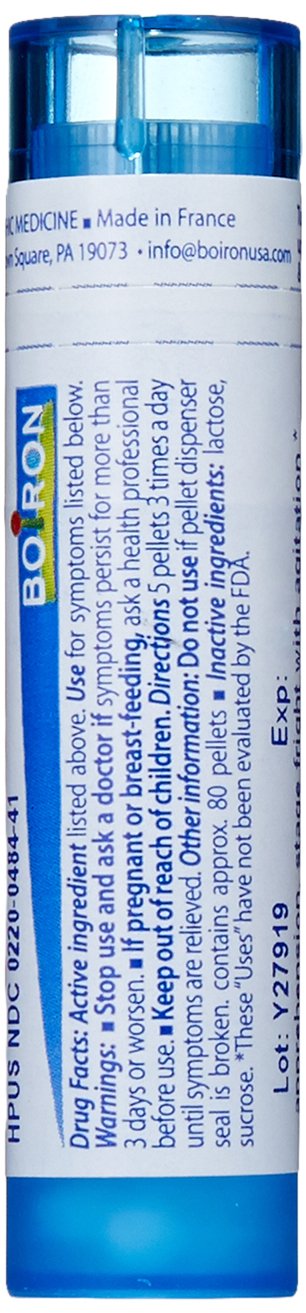 HC MEDICINE ▪ Made in France
Square, PA 19073 • info@boironusa.com
HPUS NDC 0220-0484-41
BOIRON
Drug Facts: Active ingredient listed above. Use for symptoms listed below.
Warnings: ▪ Stop use and ask a doctor if symptoms persist for more than
3 days or worsen. ▪ If pregnant or breast-feeding, ask a health professional
before use. ▪ Keep out of reach of children. Directions 5 pellets 3 times a day
until symptoms are relieved. Other information: Do not use if pellet dispenser
seal is broken. contains approx. 80 pellets ▪ Inactive ingredients: lactose,
sucrose. *These "Uses" have not been evaluated by the FDA.
Lot: Y27919 Exp: